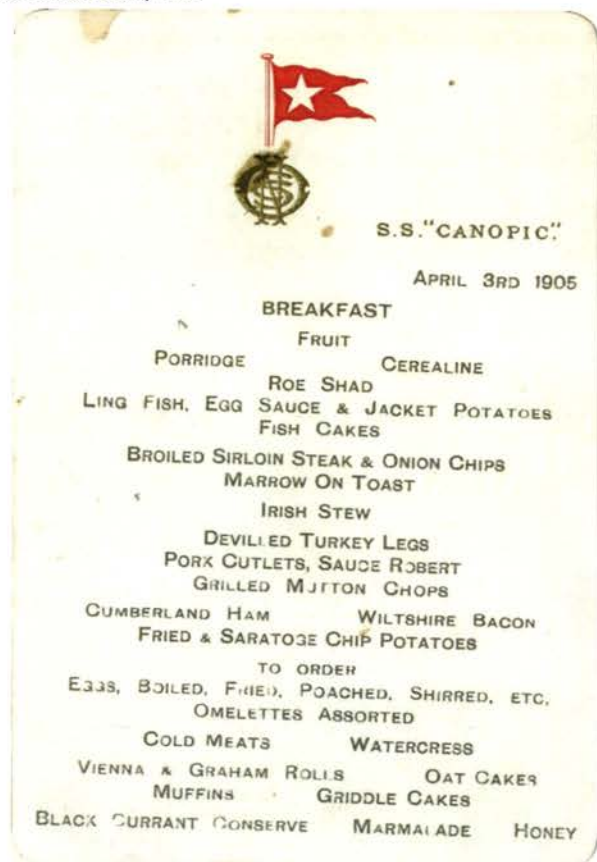 S.S. "CANOPIC."
APRIL 3RD 1905
BREAKFAST
FRUIT
PORRIDGE CEREALINE
ROE SHAD
LING FISH, EGG SAUCE & JACKET POTATOES
FISH CAKES
BROILED SIRLOIN STEAK & ONION CHIPS
MARROW ON TOAST
IRISH STEW
DEVILLED TURKEY LEGS
PORK CUTLETS, SAUCE ROBERT
GRILLED MUTTON CHOPS
CUMBERLAND HAM WILTSHIRE BACON
FRIED & SARATOGE CHIP POTATOES
TO ORDER
EGGS, BOILED, FRIED, POACHED, SHIRRED, ETC.
OMELETTES ASSORTED
COLD MEATS WATERCRESS
VIENNA & GRAHAM ROLLS OAT CAKES
MUFFINS GRIDDLE CAKES
BLACK CURRANT CONSERVE MARMALADE HONEY